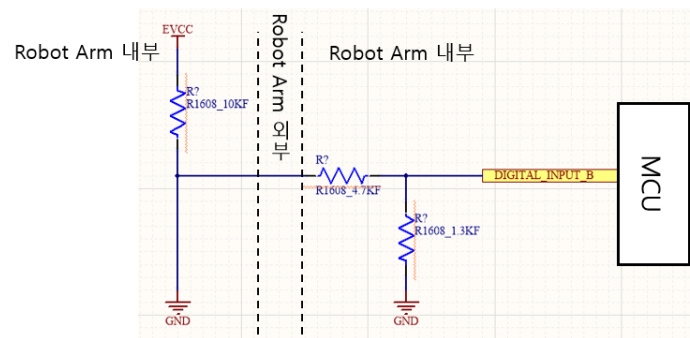 EVCC
Robot Arm 내부
R?
R1608_10KF
GND
Robot Arm 외부
Robot Arm 내부
R?
R1608_4.7KF
R?
R1608_1.3KF
GND
DIGITAL_INPUT_B
MCU